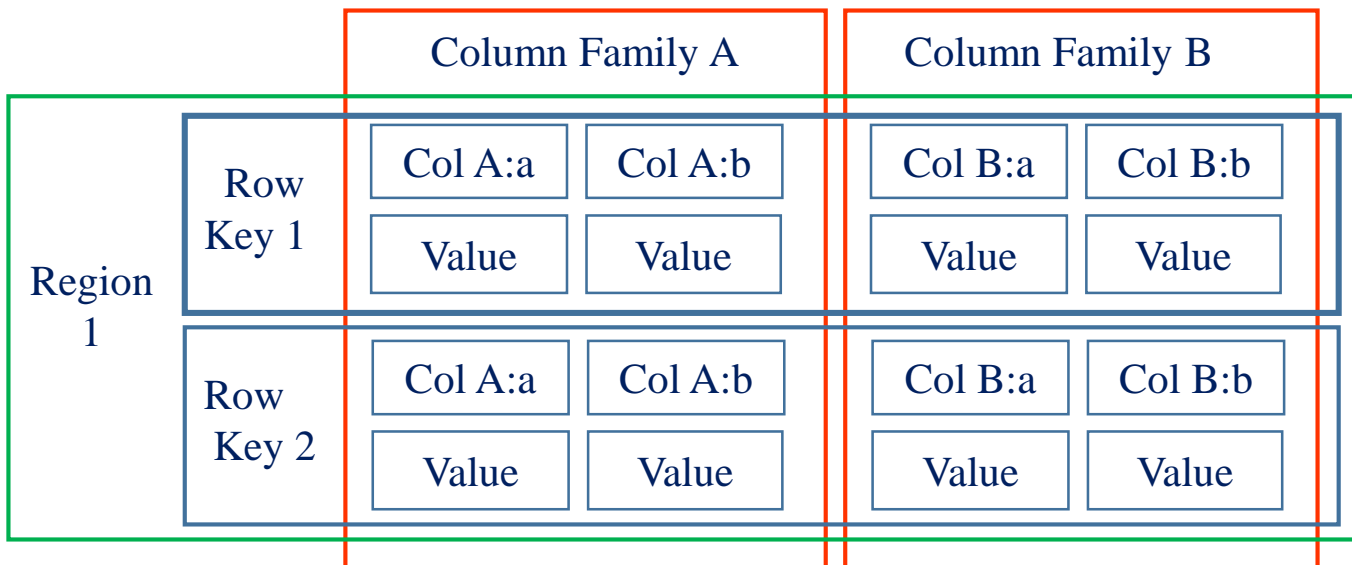 Column Family A
Column Family B
Region
1
Row
Key 1
Col A:a
Col A:b
Col B:a
Col B:b
Value
Value
Value
Value
Row
Key 2
Col A:a
Col A:b
Col B:a
Col B:b
Value
Value
Value
Value